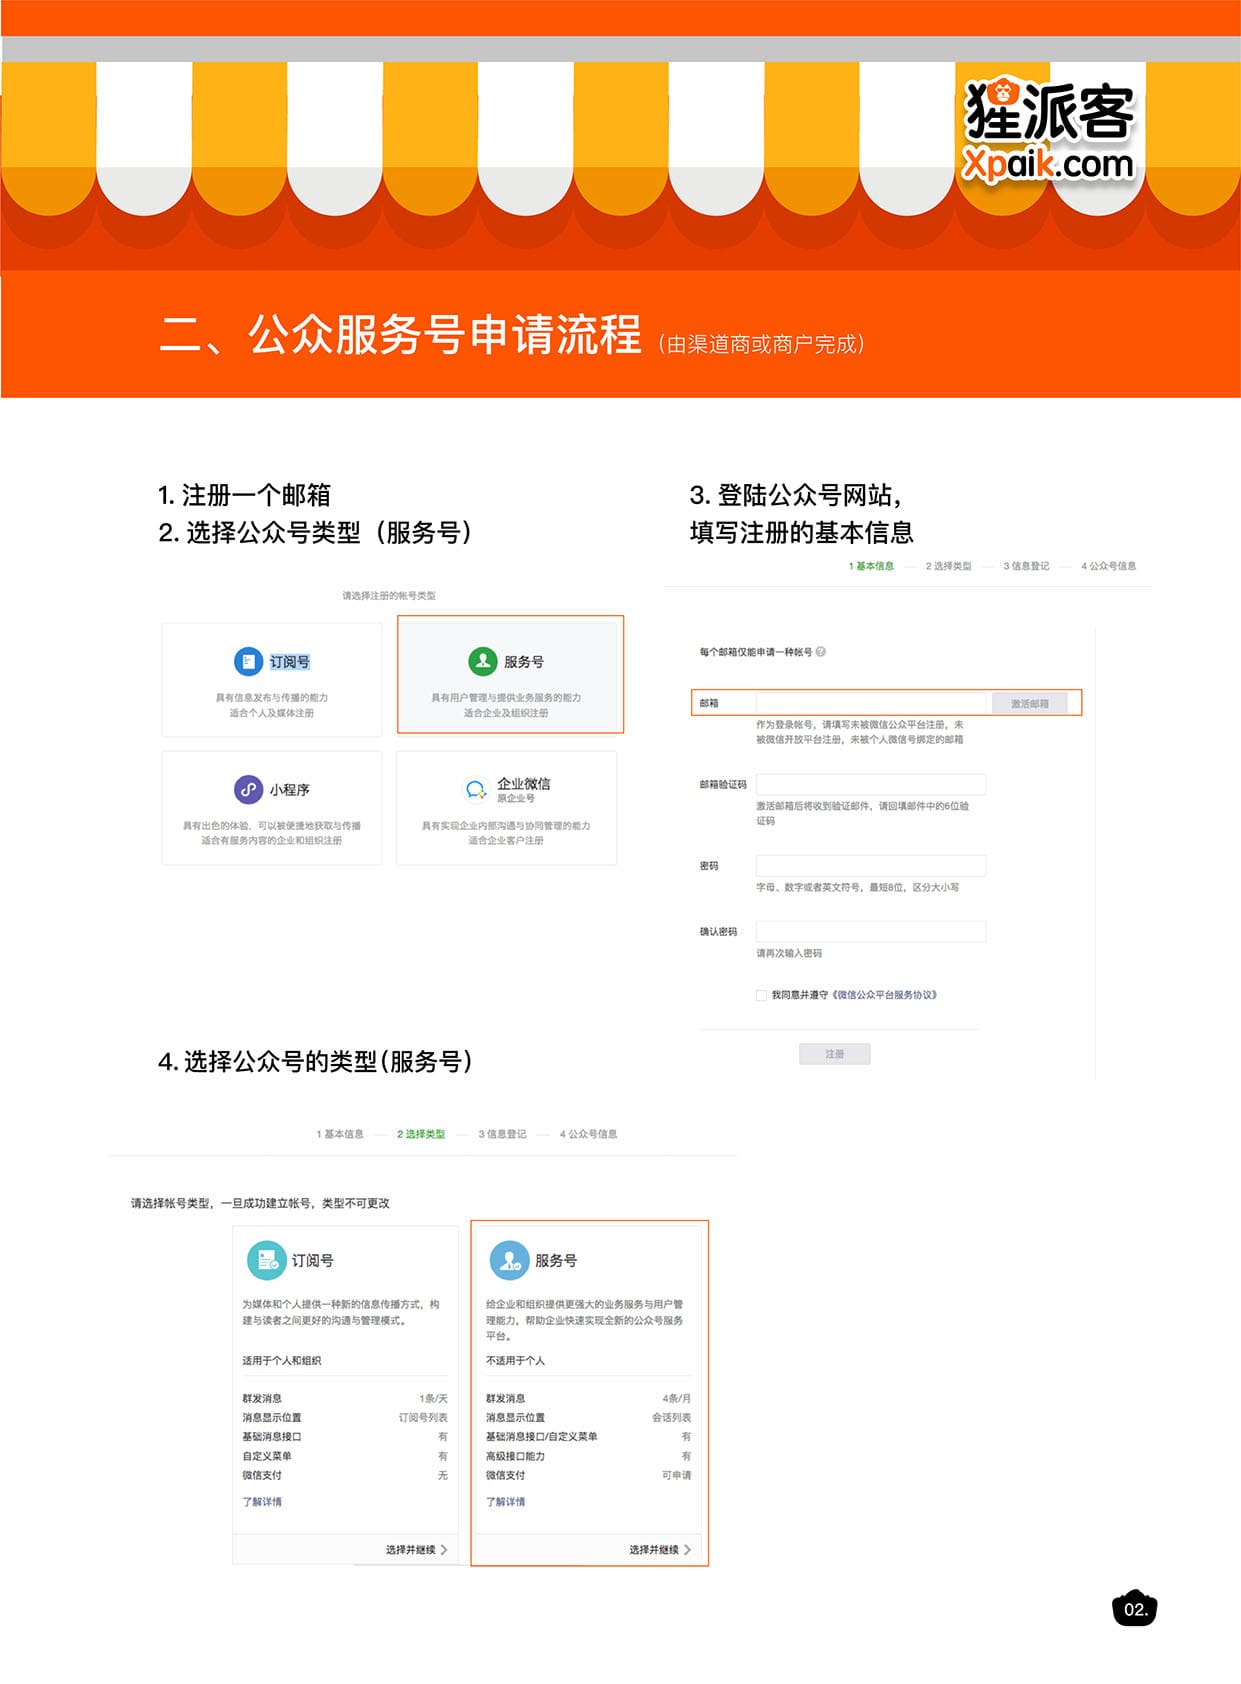 猩派客
Xpaik.com
二、公众服务号申请流程（由渠道商或商户完成）
1. 注册一个邮箱
2. 选择公众号类型（服务号）
请选择注册的帐号类型
订阅号
具有信息发布与传播的能力
适合个人及媒体注册
服务号
具有用户管理与提供业务服务的能力
适合企业及组织注册
小程序
具有出色的体验，可以被便捷地获取与传播
适合有服务内容的企业和组织注册
企业微信
原企业号
具有实现企业内部沟通与协同管理的能力
适合企业客户注册
3. 登陆公众号网站，
填写注册的基本信息
1 基本信息 — 2 选择类型 — 3 信息登记 — 4 公众号信息
每个邮箱仅能申请一种帐号 ?
邮箱 激活邮箱
作为登录帐号，请填写未被微信公众平台注册，未
被微信开放平台注册，未被个人微信号绑定的邮箱
邮箱验证码
激活邮箱后将收到验证邮件，请回填邮件中的6位验
证码
密码
字母、数字或者英文符号，最短8位，区分大小写
确认密码
请再次输入密码
我同意并遵守《微信公众平台服务协议》
注册
4. 选择公众号的类型（服务号）
1 基本信息 — 2 选择类型 — 3 信息登记 — 4 公众号信息
请选择帐号类型，一旦成功建立帐号，类型不可更改
订阅号
为媒体和个人提供一种新的信息传播方式，构
建与读者之间更好的沟通与管理模式。
适用于个人和组织
群发消息 1条/天
消息显示位置 订阅号列表
基础消息接口 有
自定义菜单 有
微信支付 无
了解详情
选择并继续
服务号
给企业和组织提供更强大的业务服务与用户管
理能力，帮助企业快速实现全新的公众号服务
平台。
不适用于个人
群发消息 4条/月
消息显示位置 会话列表
基础消息接口/自定义菜单 有
高级接口能力 有
微信支付 可申请
了解详情
选择并继续
02.